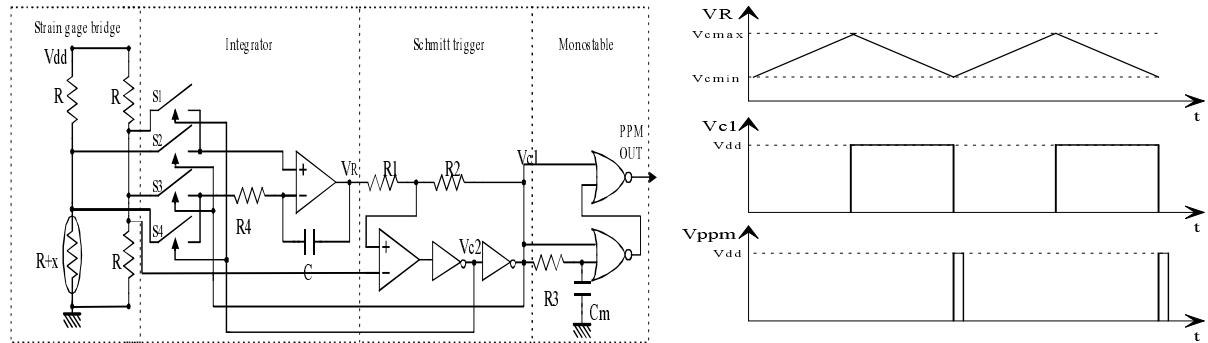 Strain gage bridge
Integrator
Schmitt trigger
Monostable
Vdd
R
R
S1
S2
S3
S4
R+x
R
R4
C
VR
R1
R2
Vc1
Vc2
R3
Cm
PPM
OUT
VR
Vcmax
Vcmin
t
Vc1
Vdd
t
Vppm
Vdd
t